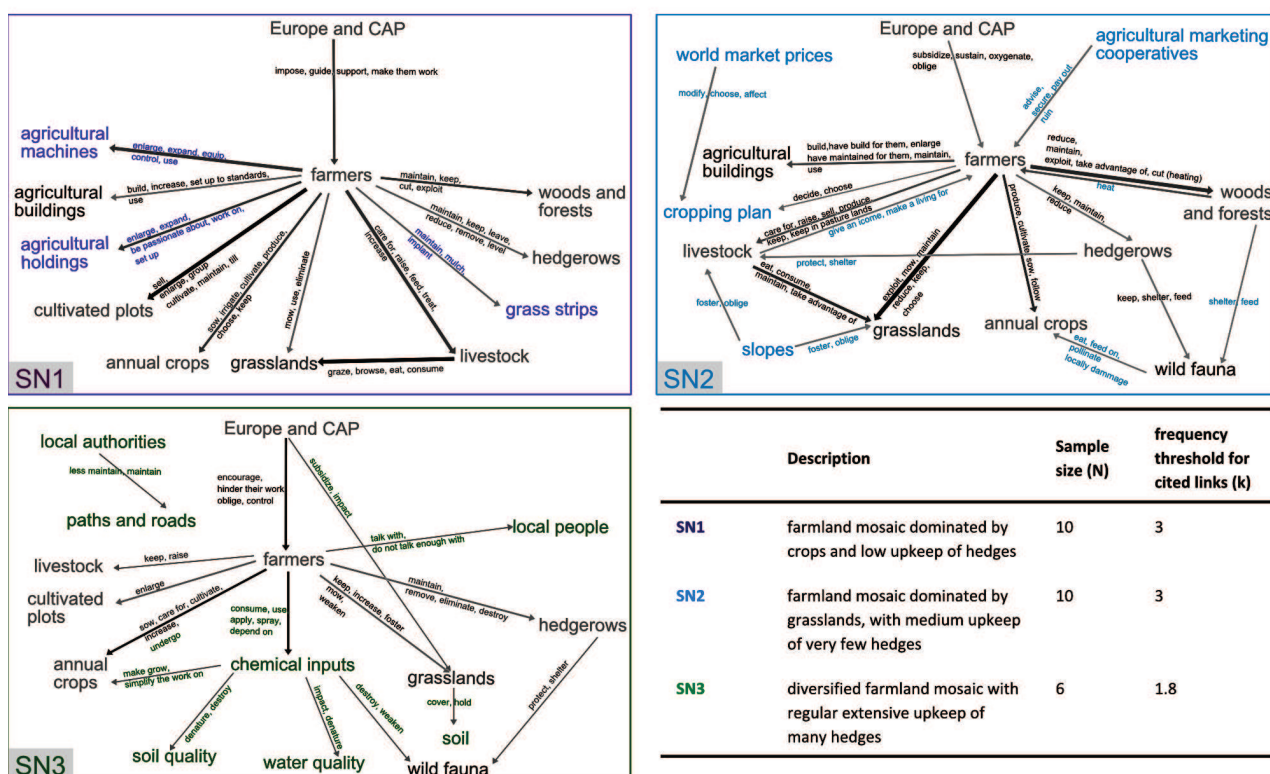 Europe and CAP
impose, guide, support, make them work
agricultural
machines
enlarge, expand, equip,
control, use
farmers
maintain, keep,
cut, exploit
woods and
forests
agricultural
buildings
build, increase, set up to standards,
use
maintain, keep, leave,
reduce, remove, level
hedgerows
agricultural
holdings
enlarge, expand,
be passionate about, work on,
set up
maintain, mulch,
implant
grass strips
cultivated plots
sell
enlarge, group
cultivate, maintain, till
sow, irrigate, cultivate, produce,
choose, keep
mow, use, eliminate
care for, raise, feed, treat,
increase
annual crops
grasslands
graze, browse, eat, consume
livestock
SN1
Europe and CAP
world market prices
agricultural marketing
cooperatives
subsidize, sustain, oxygenate,
oblige
modify, choose, affect
advise,
secure, pay out
ruin
agricultural
buildings
build,have build for them, enlarge
have maintained for them, maintain,
use
farmers
reduce,
maintain,
exploit, take advantage of, cut (heating)
heat
woods
and forests
decide, choose
cropping plan
care for, raise, sell, produce
keep, keep in pasture lands
give an icome, make a living for
keep, maintain,
reduce
livestock
protect, shelter
hedgerows
eat, consume,
maintain, take advantage of
exploit, mow, maintain
reduce, keep,
choose
produce, cultivate, sow, follow
keep, shelter, feed
shelter, feed
foster, oblige
grasslands
annual crops
slopes
foster, oblige
eat, feed on,
pollinate
locally dammage
wild fauna
SN2
Europe and CAP
local authorities
less maintain, maintain
paths and roads
encourage,
hinder their work
oblige, control
subsidize, impact
local people
talk with,
do not talk enough with
livestock
keep, raise
farmers
cultivated
plots
enlarge
maintain,
remove, eliminate, destroy
hedgerows
sow, care for, cultivate,
increase,
undergo
consume, use
apply, spray,
depend on
keep, increase, foster
mow,
weaken
annual
crops
make grow,
simplify the work on
chemical inputs
grasslands
cover, hold
protect, shelter
soil
denature, destroy
impact, denature
destroy, weaken
soil quality
water quality
wild fauna
SN3
Description
Sample
size (N)
frequency
threshold for
cited links (k)
SN1
farmland mosaic dominated by
crops and low upkeep of hedges
10
3
SN2
farmland mosaic dominated by
grasslands, with medium upkeep
of very few hedges
10
3
SN3
diversified farmland mosaic with
regular extensive upkeep of
many hedges
6
1.8